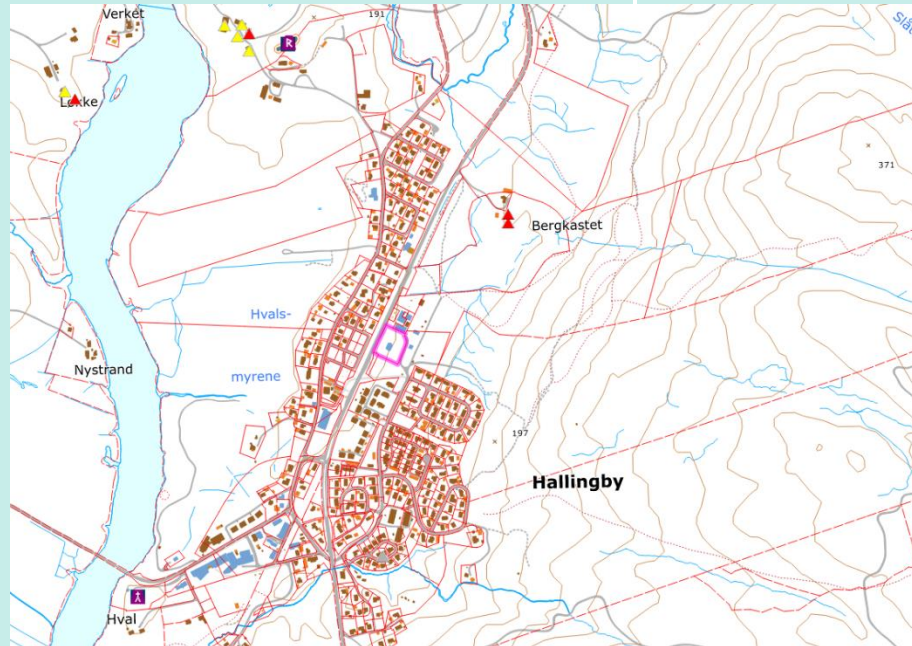 Verket
191
R
Løkke
371
Bergkastet
Hvals-
Nystrand
myrene
197
Hallingby
Hval